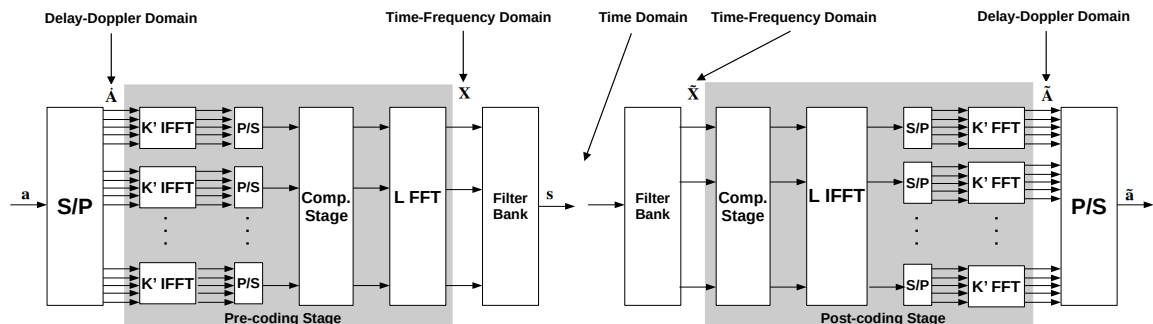 Delay-Doppler Domain
Time-Frequency Domain
Time Domain
Time-Frequency Domain
Delay-Doppler Domain
Ȧ
X
X̃
Ã
a
S/P
K' IFFT
P/S
K' IFFT
P/S
K' IFFT
P/S
Comp.
Stage
L FFT
Filter
Bank
s
Pre-coding Stage
Filter
Bank
Comp.
Stage
L IFFT
S/P
K' FFT
S/P
K' FFT
S/P
K' FFT
P/S
ã
Post-coding Stage